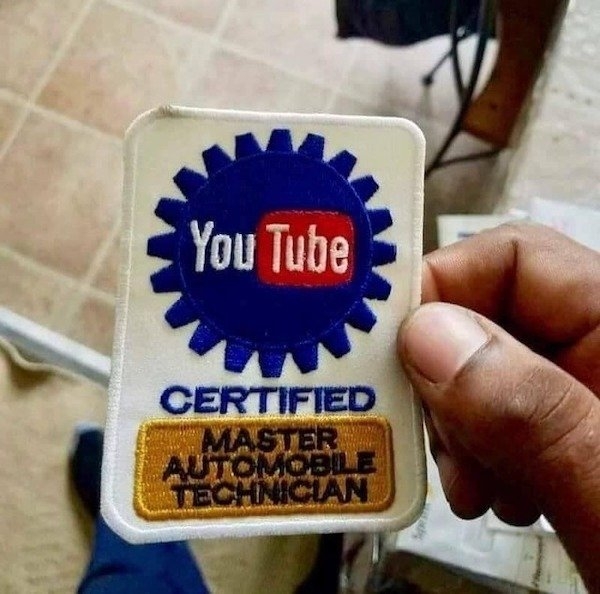 You Tube
CERTIFIED
MASTER
AUTOMOBILE
TECHNICIAN